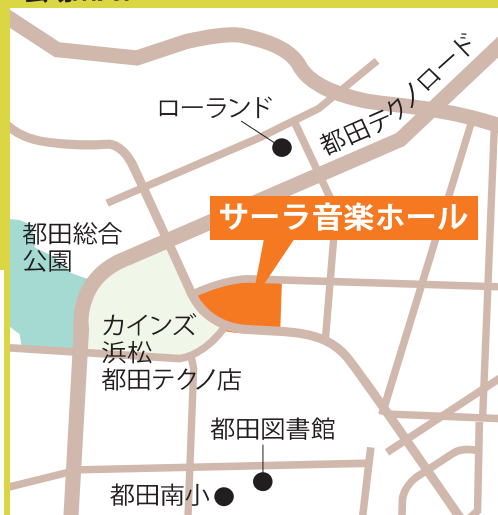 ローランド
都田テクノロード
サーラ音楽ホール
都田総合
公園
カインズ
浜松
都田テクノ店
都田図書館
都田南小